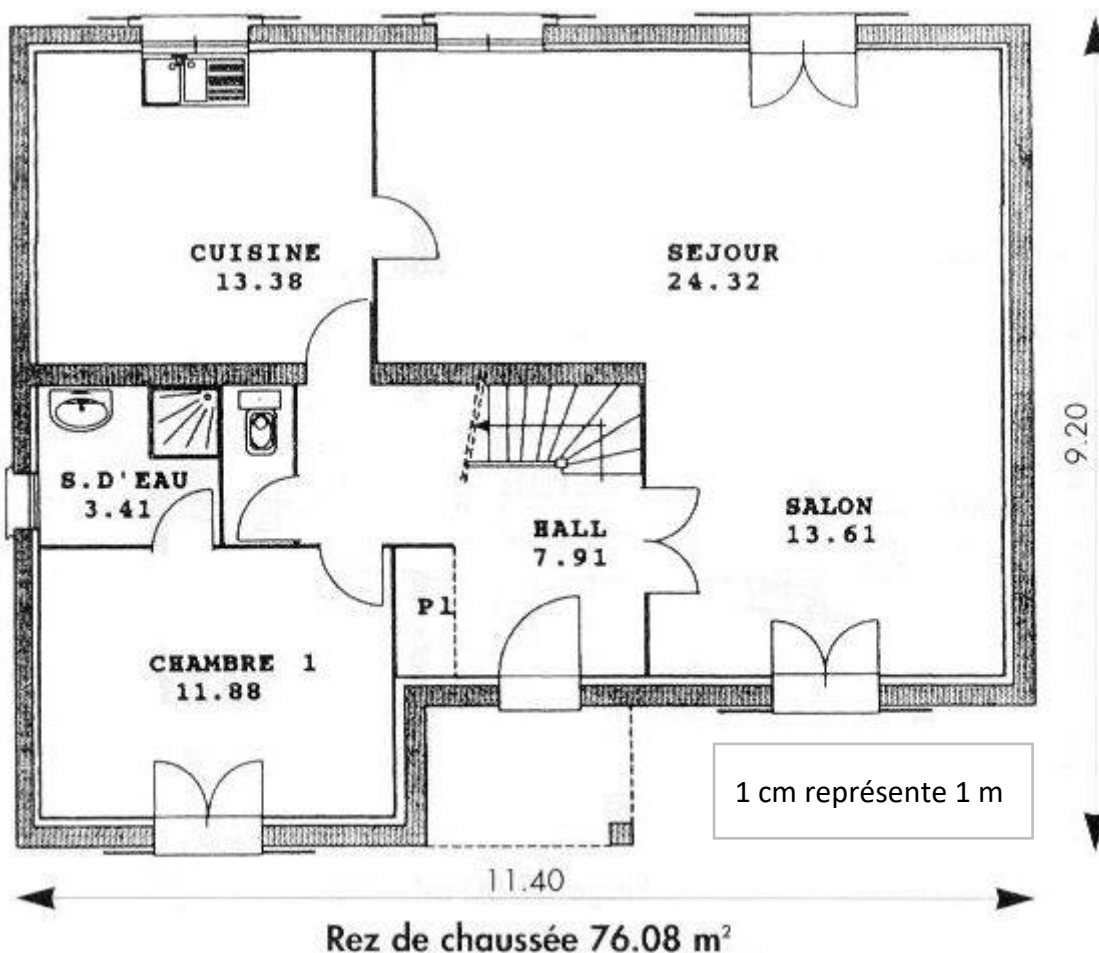 CUISINE
13.38
SEJOUR
24.32
9.20
S.D'EAU
3.41
HALL
7.91
SALON
13.61
Pl
CHAMBRE 1
11.88
1 cm représente 1 m
11.40
Rez de chaussée 76.08 m²